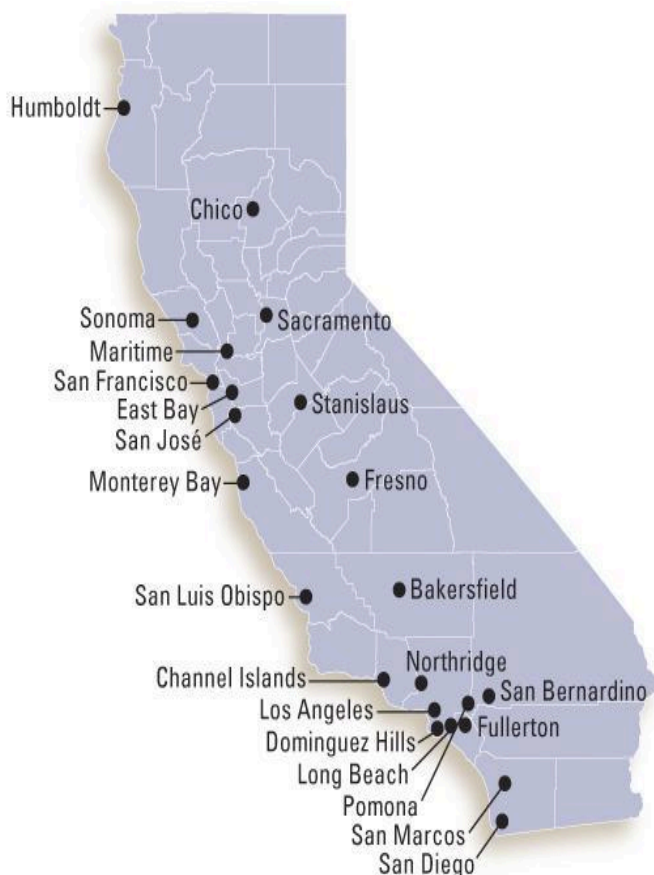 Humboldt
Chico
Sonoma
Sacramento
Maritime
San Francisco
East Bay
Stanislaus
San José
Monterey Bay
Fresno
San Luis Obispo
Bakersfield
Northridge
Channel Islands
San Bernardino
Los Angeles
Fullerton
Dominguez Hills
Long Beach
Pomona
San Marcos
San Diego